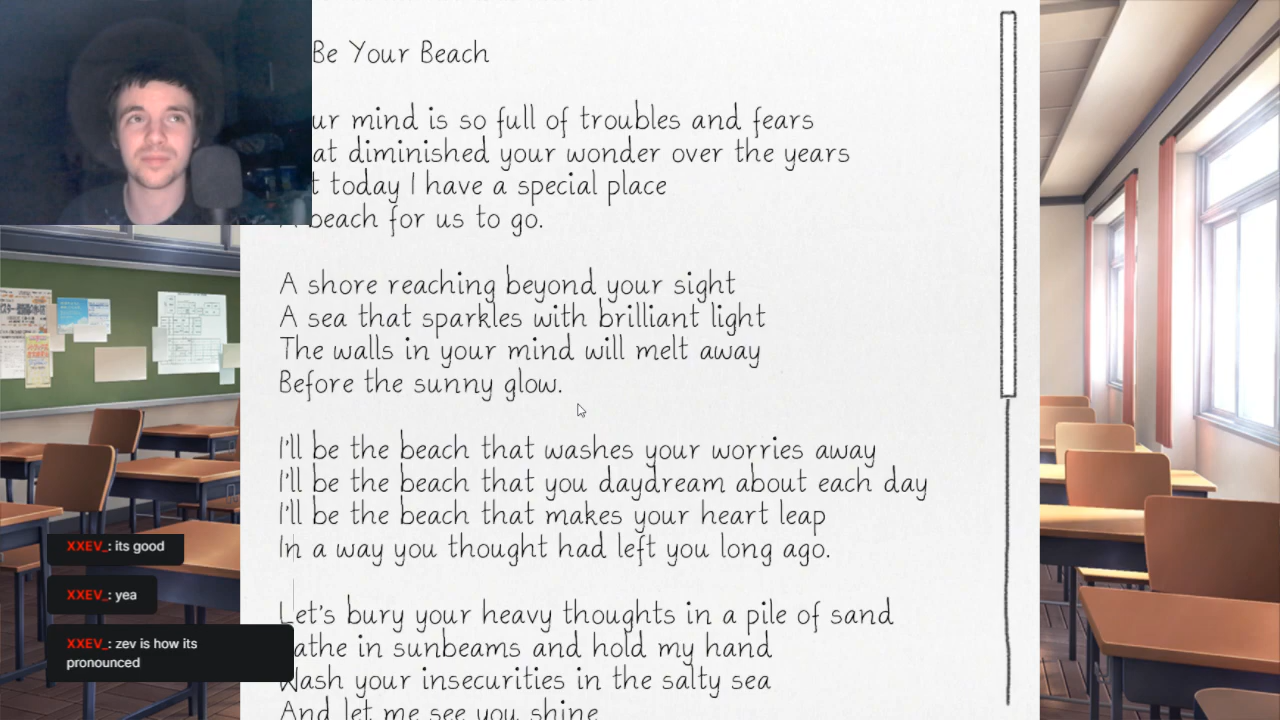 Be Your Beach
ur mind is so full of troubles and fears
at diminished your wonder over the years
t today I have a special place
A beach for us to go.
A shore reaching beyond your sight
A sea that sparkles with brilliant light
The walls in your mind will melt away
Before the sunny glow.
I'll be the beach that washes your worries away
I'll be the beach that you daydream about each day
I'll be the beach that makes your heart leap
In a way you thought had left you long ago.
Let's bury your heavy thoughts in a pile of sand
athe in sunbeams and hold my hand
Wash your insecurities in the salty sea
And let me see you shine
XXEV_: its good
XXEV_: yea
XXEV_: zev is how its
pronounced